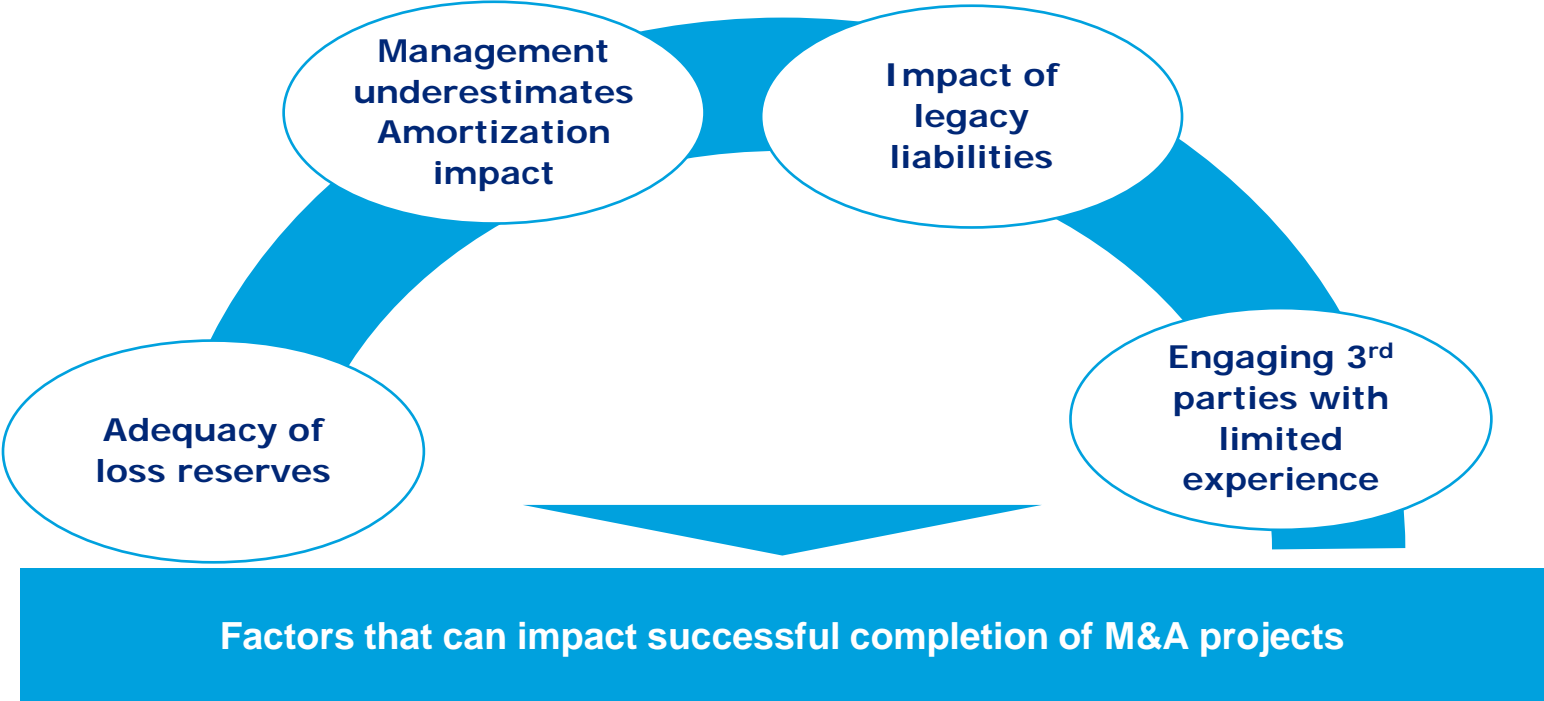 Management
underestimates
Amortization
impact
Impact of
legacy
liabilities
Adequacy of
loss reserves
Engaging 3rd
parties with
limited
experience
Factors that can impact successful completion of M&A projects